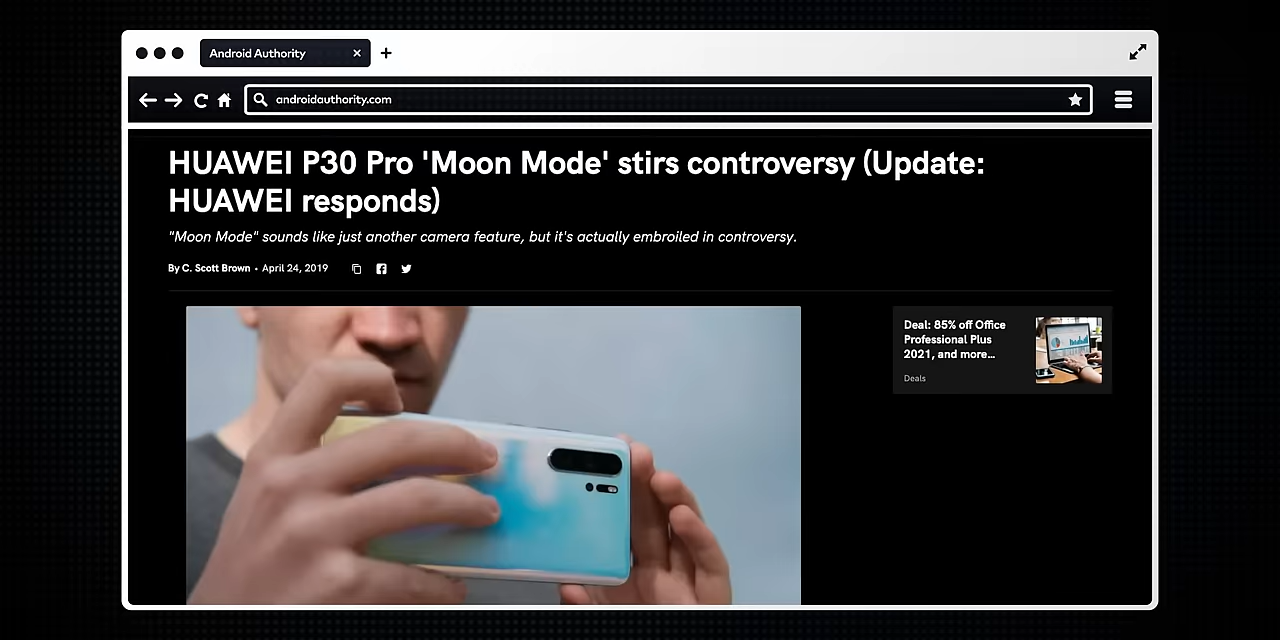 Android Authority
androidauthority.com
HUAWEI P30 Pro 'Moon Mode' stirs controversy (Update:
HUAWEI responds)
"Moon Mode" sounds like just another camera feature, but it's actually embroiled in controversy.
By C. Scott Brown • April 24, 2019
Deal: 85% off Office
Professional Plus
2021, and more...
Deals